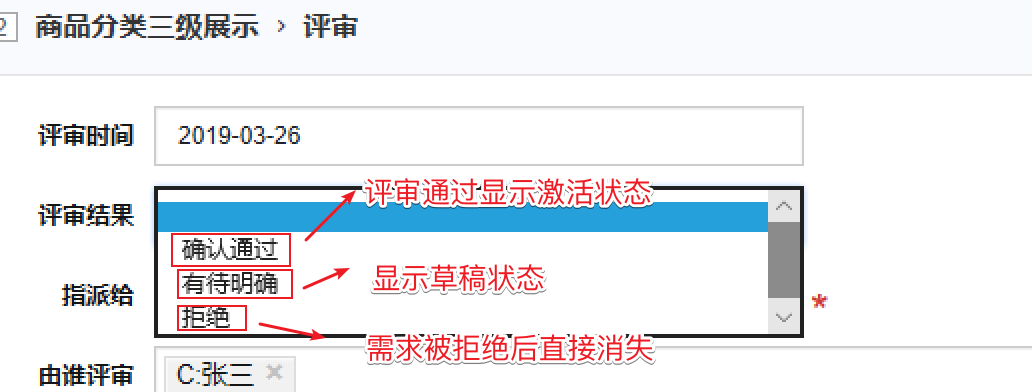 2 商品分类三级展示 › 评审
评审时间 2019-03-26
评审通过显示激活状态
评审结果
确认通过
有待明确 显示草稿状态
指派给
拒绝
*
需求被拒绝后直接消失
由谁评审 C:张三 ×